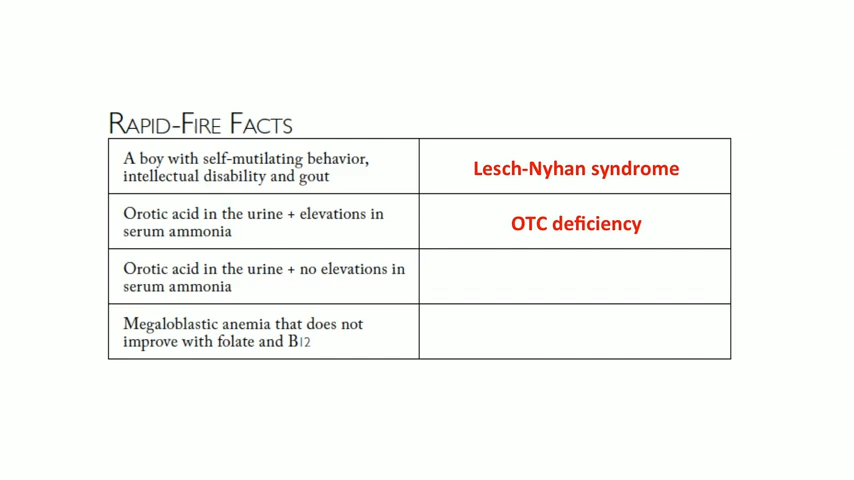 RAPID-FIRE FACTS
A boy with self-mutilating behavior,
intellectual disability and gout
Lesch-Nyhan syndrome
Orotic acid in the urine + elevations in
serum ammonia
OTC deficiency
Orotic acid in the urine + no elevations in
serum ammonia
Megaloblastic anemia that does not
improve with folate and B12